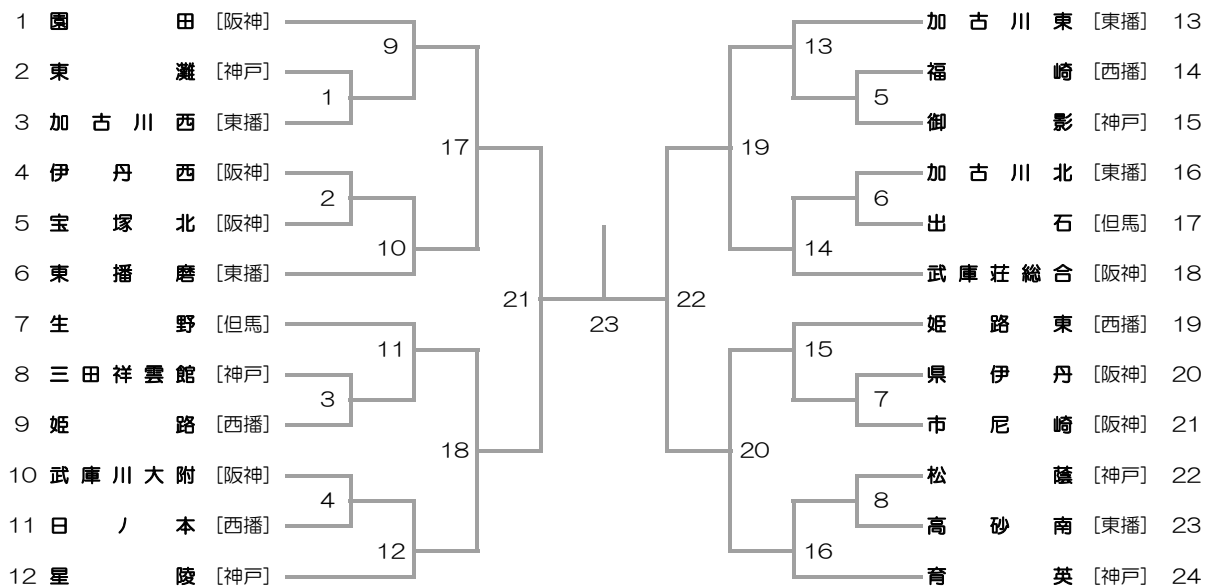 1 園田 [阪神]
2 東灘 [神戸]
3 加古川西 [東播]
4 伊丹西 [阪神]
5 宝塚北 [阪神]
6 東播磨 [東播]
7 生野 [但馬]
8 三田祥雲館 [神戸]
9 姫路 [西播]
10 武庫川大附 [阪神]
11 日ノ本 [西播]
12 星陵 [神戸]
9
1
17
2
10
21
11
3
18
4
12
23
13
5
19
6
14
22
15
7
20
8
16
加古川東 [東播] 13
福崎 [西播] 14
御影 [神戸] 15
加古川北 [東播] 16
出石 [但馬] 17
武庫荘総合 [阪神] 18
姫路東 [西播] 19
県伊丹 [阪神] 20
市尼崎 [阪神] 21
松蔭 [神戸] 22
高砂南 [東播] 23
育英 [神戸] 24